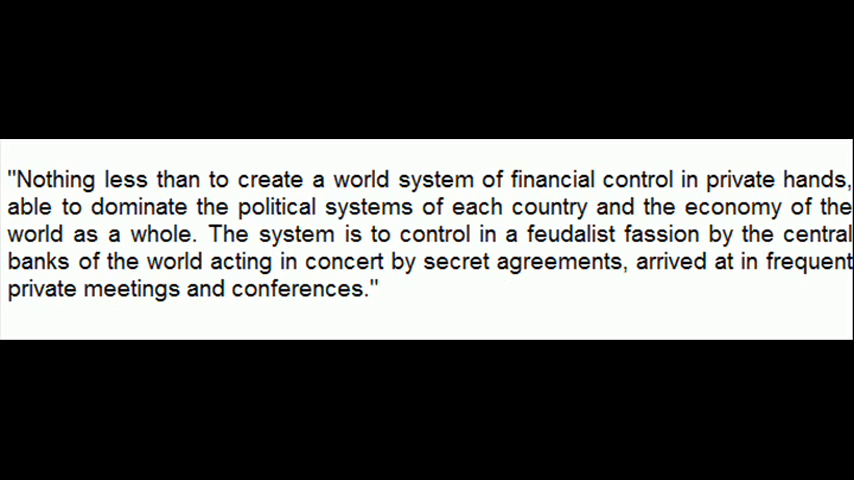 "Nothing less than to create a world system of financial control in private hands,
able to dominate the political systems of each country and the economy of the
world as a whole. The system is to control in a feudalist fassion by the central
banks of the world acting in concert by secret agreements, arrived at in frequent
private meetings and conferences."